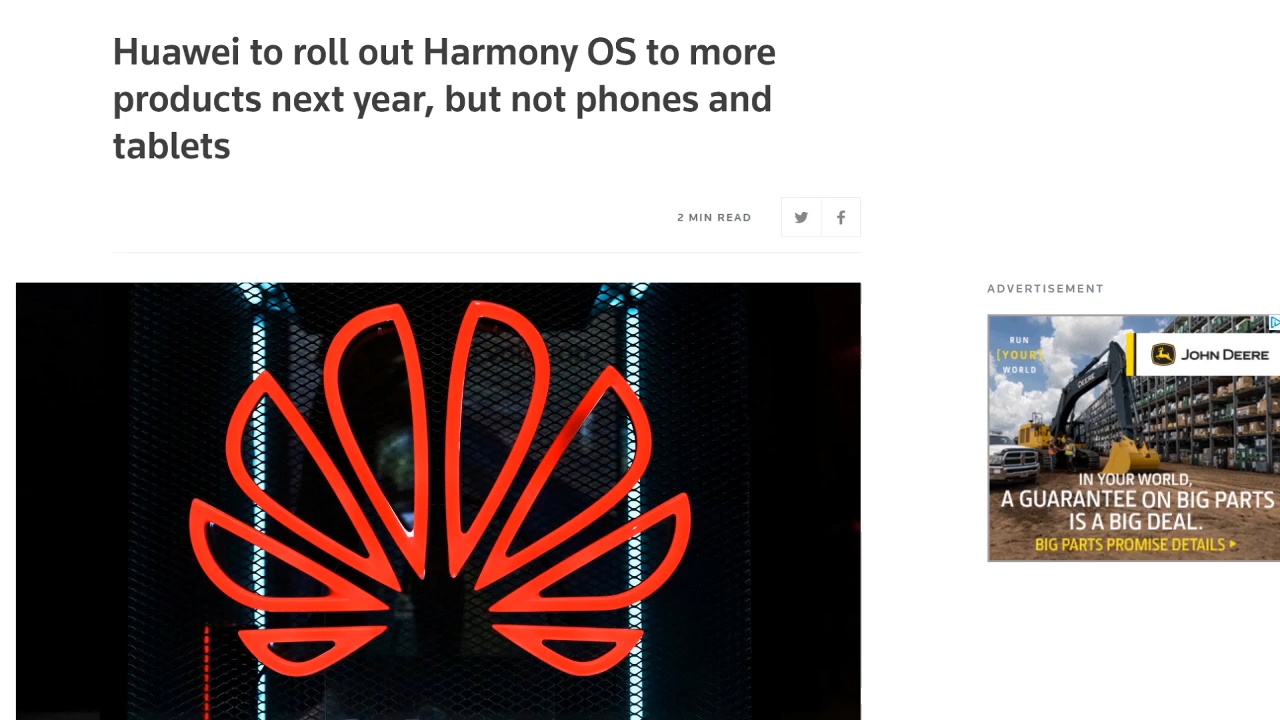 Huawei to roll out Harmony OS to more
products next year, but not phones and
tablets
2 MIN READ
ADVERTISEMENT
RUN
[YOUR]
WORLD
JOHN DEERE
DEERE
IN YOUR WORLD,
A GUARANTEE ON BIG PARTS
IS A BIG DEAL.
BIG PARTS PROMISE DETAILS